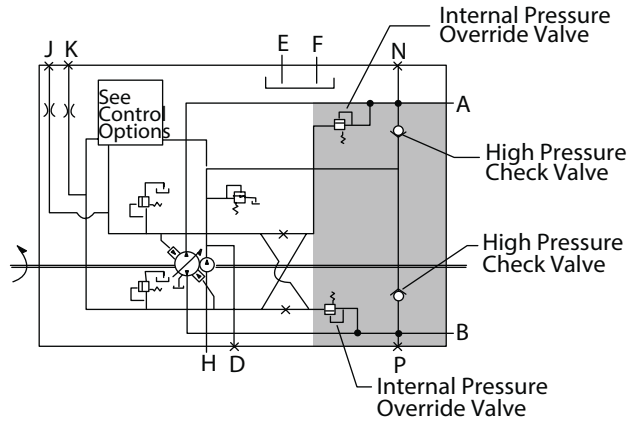 Internal Pressure
Override Valve
J K
E F
N
See
Control
Options
A
High Pressure
Check Valve
High Pressure
Check Valve
B
H D
P
Internal Pressure
Override Valve